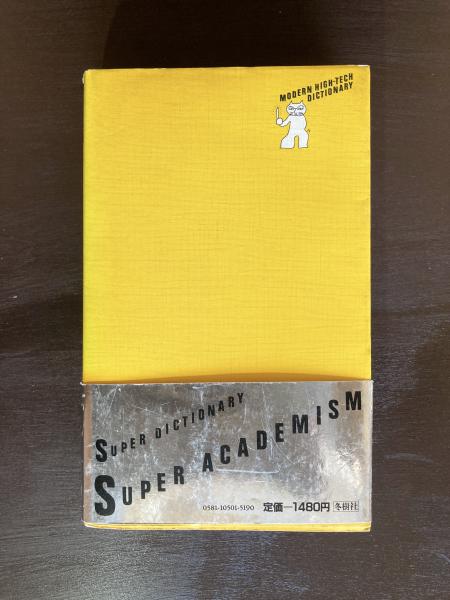 MODERN HIGH-TECH
DICTIONARY
SUPER DICTIONARY
SUPER ACADEMISM
0581-10501-5190
定価—1480円
冬樹社